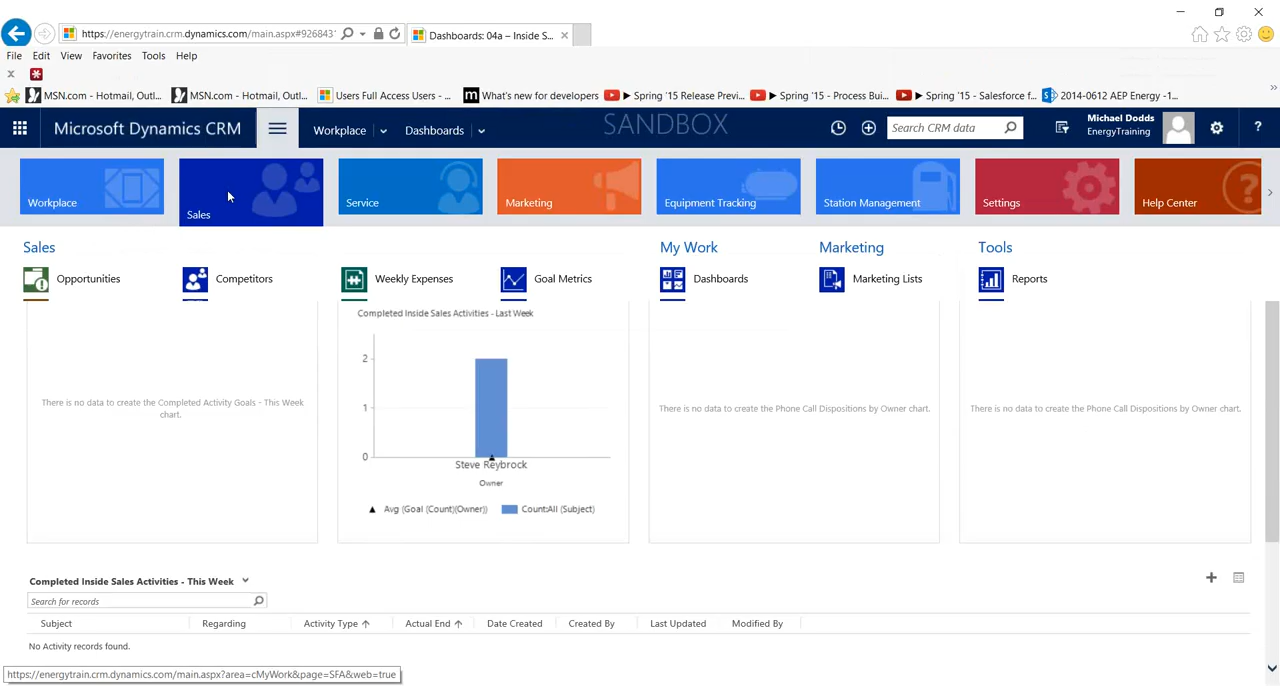 https://energytrain.crm.dynamics.com/main.aspx#926843
Dashboards: 04a – Inside S...
File Edit View Favorites Tools Help
x
MSN.com - Hotmail, Outl... MSN.com - Hotmail, Outl... Users Full Access Users - ... What's new for developers ▶ Spring '15 Release Previ... ▶ Spring '15 - Process Bui... ▶ Spring '15 - Salesforce f... 2014-0612 AEP Energy -1...
Microsoft Dynamics CRM Workplace Dashboards SANDBOX Search CRM data Michael Dodds
EnergyTraining
?
Workplace Sales Service Marketing Equipment Tracking Station Management Settings Help Center
Sales My Work Marketing Tools
Opportunities Competitors Weekly Expenses Goal Metrics Dashboards Marketing Lists Reports
Completed Inside Sales Activities - Last Week
2
1
0
Steve Reybrock
Owner
Avg (Goal (Count)(Owner)) Count:All (Subject)
There is no data to create the Completed Activity Goals - This Week
chart.
There is no data to create the Phone Call Dispositions by Owner chart.
There is no data to create the Phone Call Dispositions by Owner chart.
Completed Inside Sales Activities - This Week
Search for records
Subject Regarding Activity Type Actual End Date Created Created By Last Updated Modified By
No Activity records found.
https://energytrain.crm.dynamics.com/main.aspx?area=cMyWork&page=SFA&web=true